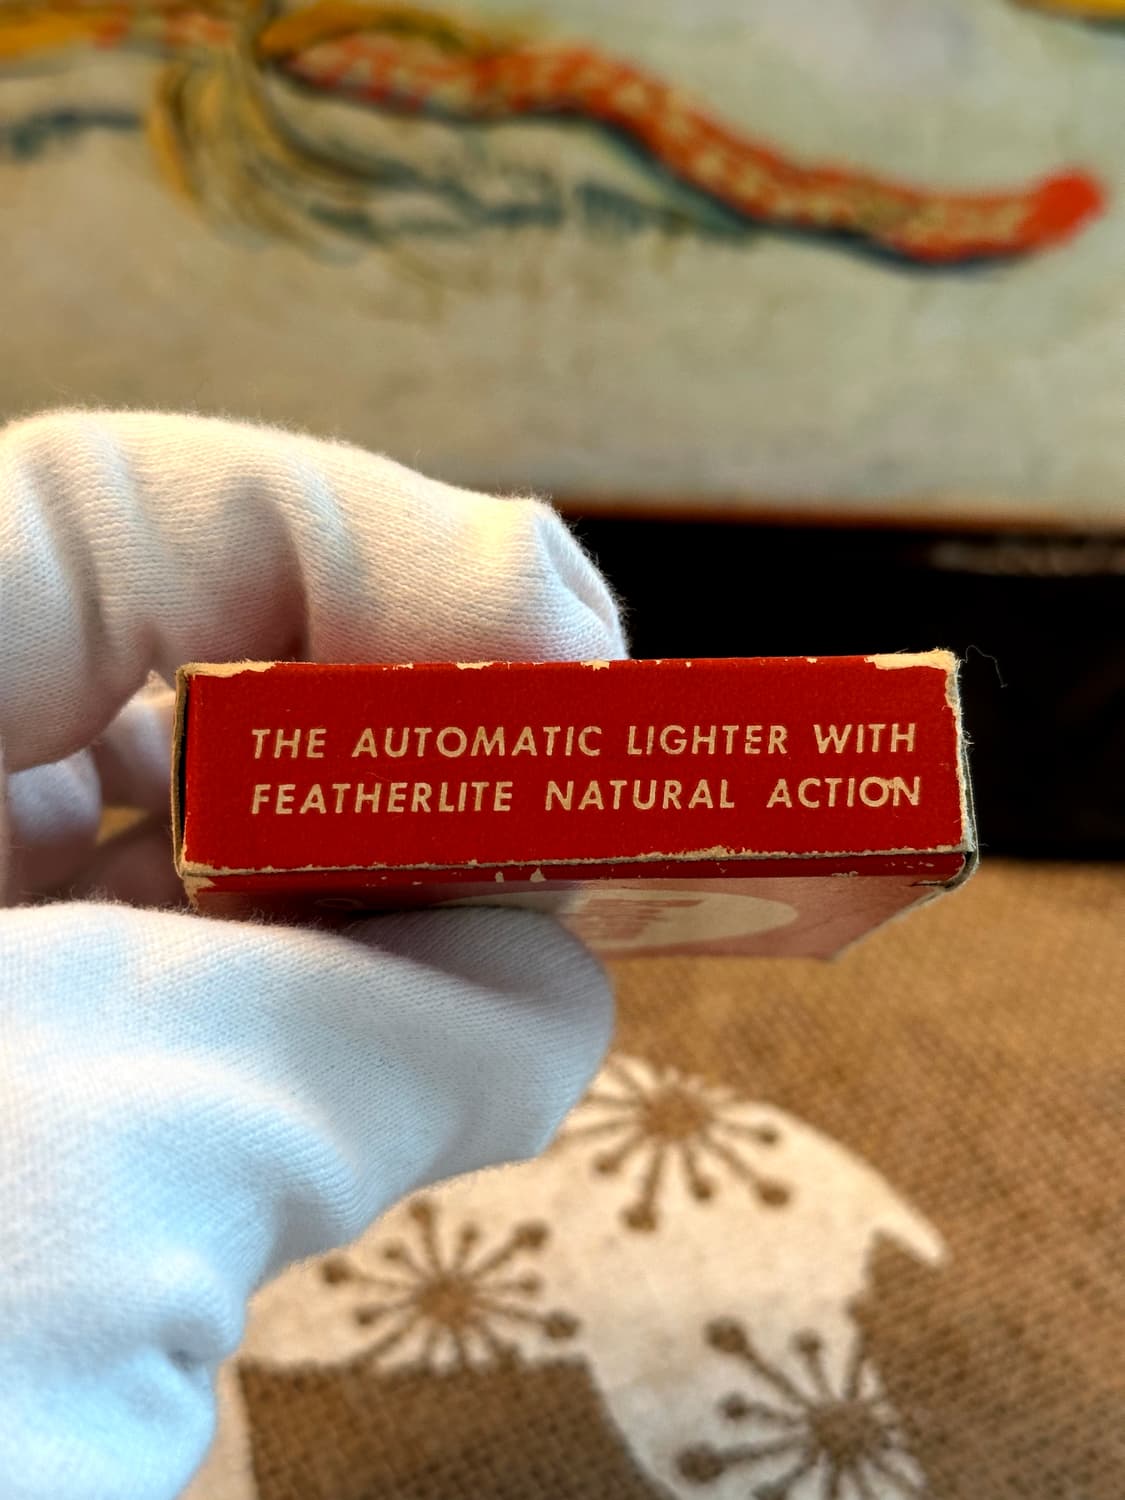 THE AUTOMATIC LIGHTER WITH
FEATHERLITE NATURAL ACTION